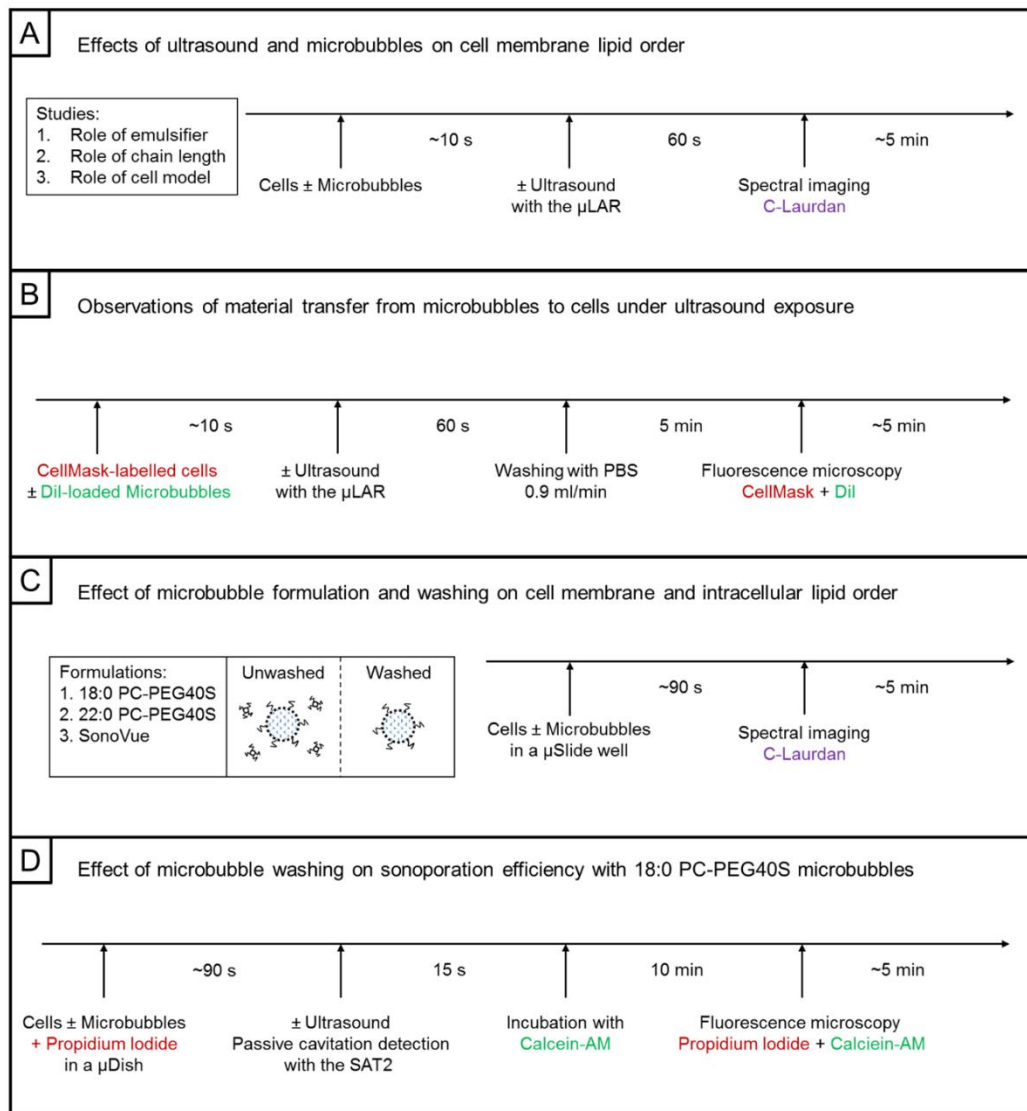 A
Effects of ultrasound and microbubbles on cell membrane lipid order
Studies:
1. Role of emulsifier
2. Role of chain length
3. Role of cell model
~10 s
60 s
~5 min
Cells ± Microbubbles
± Ultrasound
with the µLAR
Spectral imaging
C-Laurdan
B
Observations of material transfer from microbubbles to cells under ultrasound exposure
~10 s
60 s
5 min
~5 min
CellMask-labelled cells
± DiI-loaded Microbubbles
± Ultrasound
with the µLAR
Washing with PBS
0.9 ml/min
Fluorescence microscopy
CellMask + DiI
C
Effect of microbubble formulation and washing on cell membrane and intracellular lipid order
Formulations:
1. 18:0 PC-PEG40S
2. 22:0 PC-PEG40S
3. SonoVue
Unwashed
Washed
~90 s
~5 min
Cells ± Microbubbles
in a µSlide well
Spectral imaging
C-Laurdan
D
Effect of microbubble washing on sonoporation efficiency with 18:0 PC-PEG40S microbubbles
~90 s
15 s
10 min
~5 min
Cells ± Microbubbles
+ Propidium Iodide
in a µDish
± Ultrasound
Passive cavitation detection
with the SAT2
Incubation with
Calcein-AM
Fluorescence microscopy
Propidium Iodide + Calciein-AM